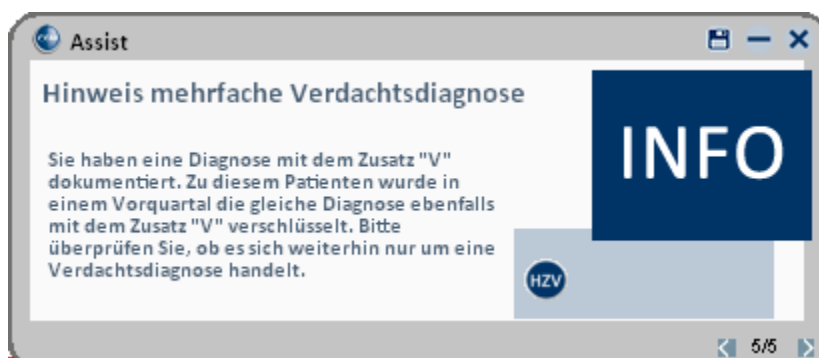 Assist
Hinweis mehrfache Verdachtsdiagnose
INFO
Sie haben eine Diagnose mit dem Zusatz "V"
dokumentiert. Zu diesem Patienten wurde in
einem Vorquartal die gleiche Diagnose ebenfalls
mit dem Zusatz "V" verschlüsselt. Bitte
überprüfen Sie, ob es sich weiterhin nur um eine
Verdachtsdiagnose handelt.
HZV
5/5